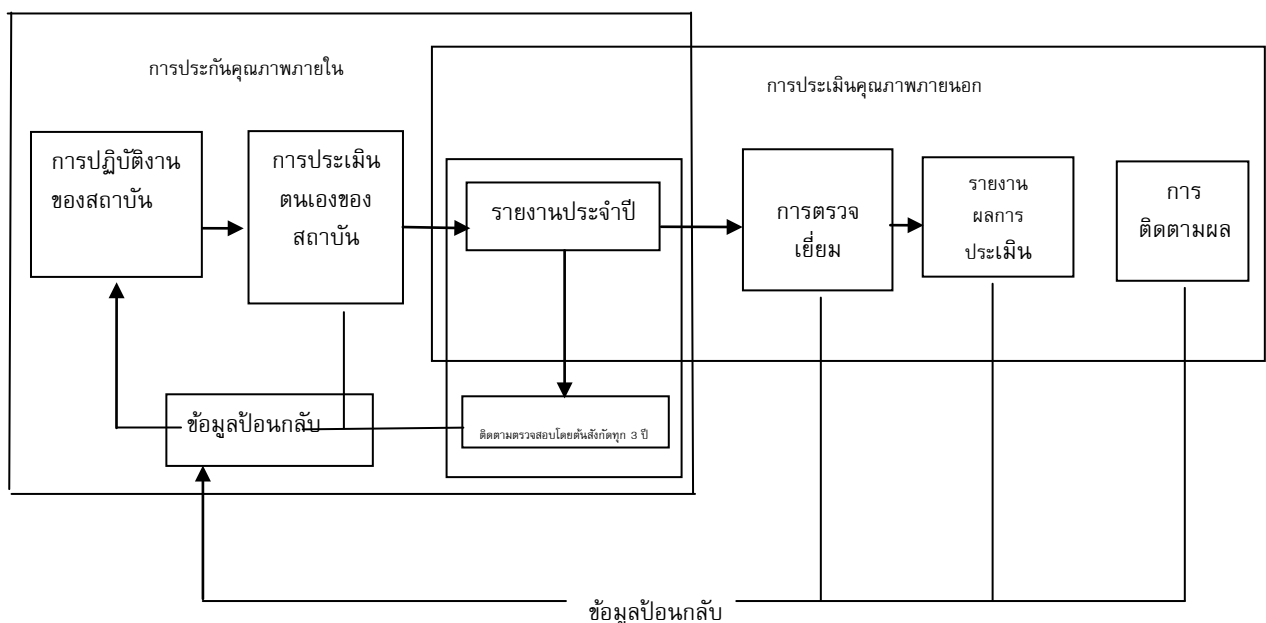 การประกันคุณภาพภายใน
การประเมินคุณภาพภายนอก
การปฏิบัติงาน
ของสถาบัน
การประเมิน
ตนเองของ
สถาบัน
รายงานประจำปี
การตรวจ
เยี่ยม
รายงาน
ผลการ
ประเมิน
การ
ติดตามผล
ข้อมูลป้อนกลับ
ติดตามตรวจสอบโดยต้นสังกัดทุก 3 ปี
ข้อมูลป้อนกลับ